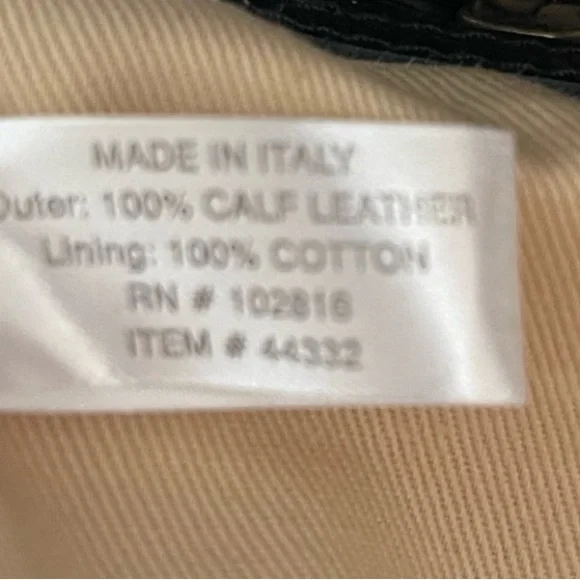 MADE IN ITALY
Outer: 100% CALF LEATHER
Lining: 100% COTTON
RN # 102816
ITEM # 44332